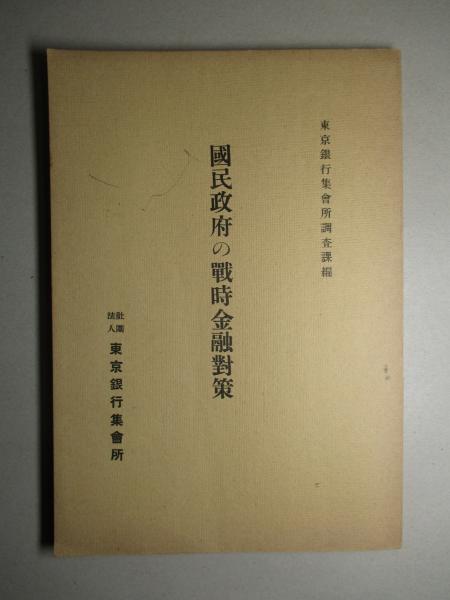 東京銀行集會所調査課編
國民政府の戰時金融對策
社團法人 東京銀行集會所